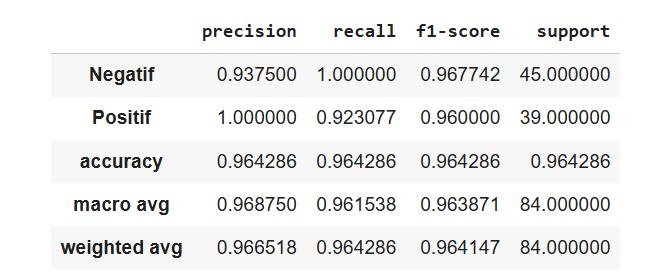 precision recall f1-score support
Negatif 0.937500 1.000000 0.967742 45.000000
Positif 1.000000 0.923077 0.960000 39.000000
accuracy 0.964286 0.964286 0.964286 0.964286
macro avg 0.968750 0.961538 0.963871 84.000000
weighted avg 0.966518 0.964286 0.964147 84.000000